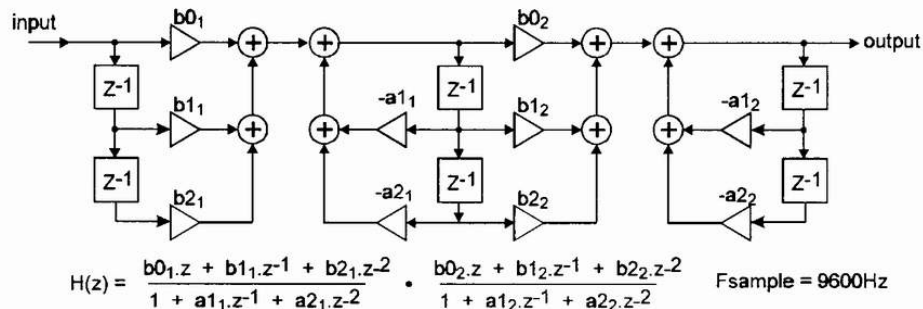 input
b0₁
b0₂
output
z-1
z-1
z-1
b1₁
-a1₁
b1₂
-a1₂
z-1
z-1
z-1
b2₁
-a2₁
b2₂
-a2₂
H(z) = b0₁.z + b1₁.z-1 + b2₁.z-2 • b0₂.z + b1₂.z-1 + b2₂.z-2 Fsample = 9600Hz
1 + a1₁.z-1 + a2₁.z-2 1 + a1₂.z-1 + a2₂.z-2